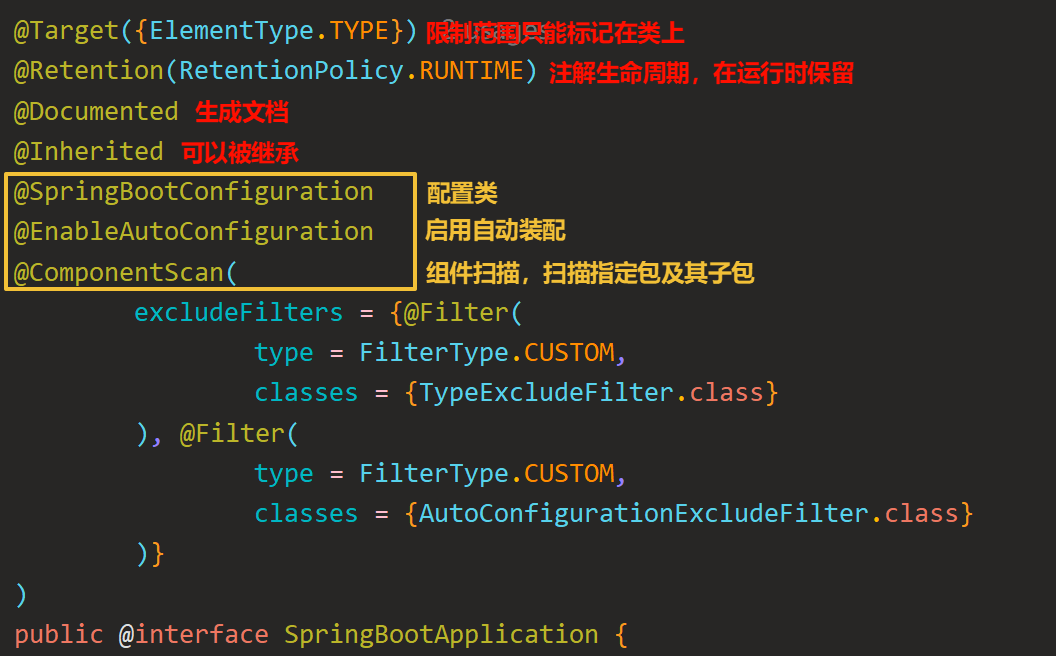 @Target({ElementType.TYPE}) 限制范围只能标记在类上
@Retention(RetentionPolicy.RUNTIME) 注解生命周期，在运行时保留
@Documented 生成文档
@Inherited 可以被继承
@SpringBootConfiguration 配置类
@EnableAutoConfiguration 启用自动装配
@ComponentScan( 组件扫描，扫描指定包及其子包
excludeFilters = {@Filter(
type = FilterType.CUSTOM,
classes = {TypeExcludeFilter.class}
), @Filter(
type = FilterType.CUSTOM,
classes = {AutoConfigurationExcludeFilter.class}
)}
)
public @interface SpringBootApplication {